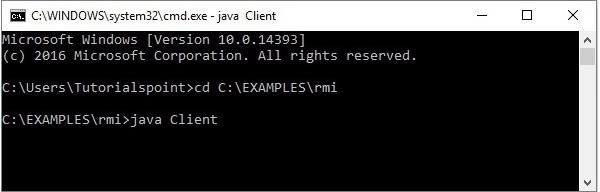 C:\WINDOWS\system32\cmd.exe - java  Client
Microsoft Windows [Version 10.0.14393]
(c) 2016 Microsoft Corporation. All rights reserved.
C:\Users\Tutorialspoint>cd C:\EXAMPLES\rmi
C:\EXAMPLES\rmi>java Client